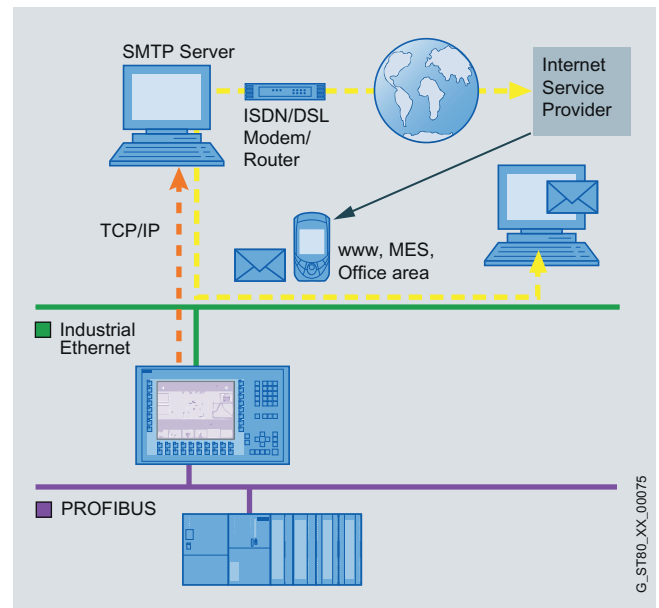 SMTP Server
Internet
Service
Provider
ISDN/DSL
Modem/
Router
TCP/IP
www, MES,
Office area
Industrial
Ethernet
PROFIBUS
G_ST80_XX_00075